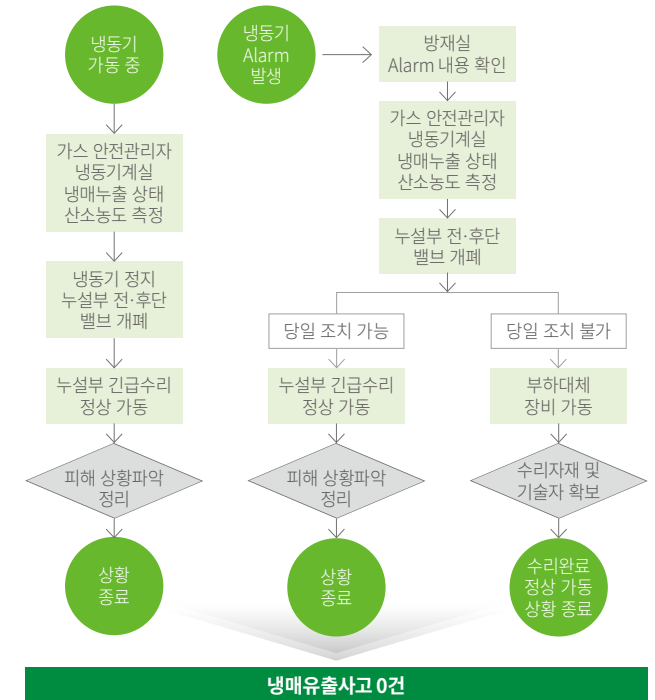 냉동기
가동 중
가스 안전관리자
냉동기계실
냉매누출 상태
산소농도 측정
냉동기 정지
누설부 전·후단
밸브 개폐
누설부 긴급수리
정상 가동
피해 상황파악
정리
상황
종료
냉동기
Alarm
발생
방재실
Alarm 내용 확인
가스 안전관리자
냉동기계실
냉매누출 상태
산소농도 측정
누설부 전·후단
밸브 개폐
당일 조치 가능
누설부 긴급수리
정상 가동
피해 상황파악
정리
상황
종료
당일 조치 불가
부하대체
장비 가동
수리자재 및
기술자 확보
수리완료
정상 가동
상황 종료
냉매유출사고 0건